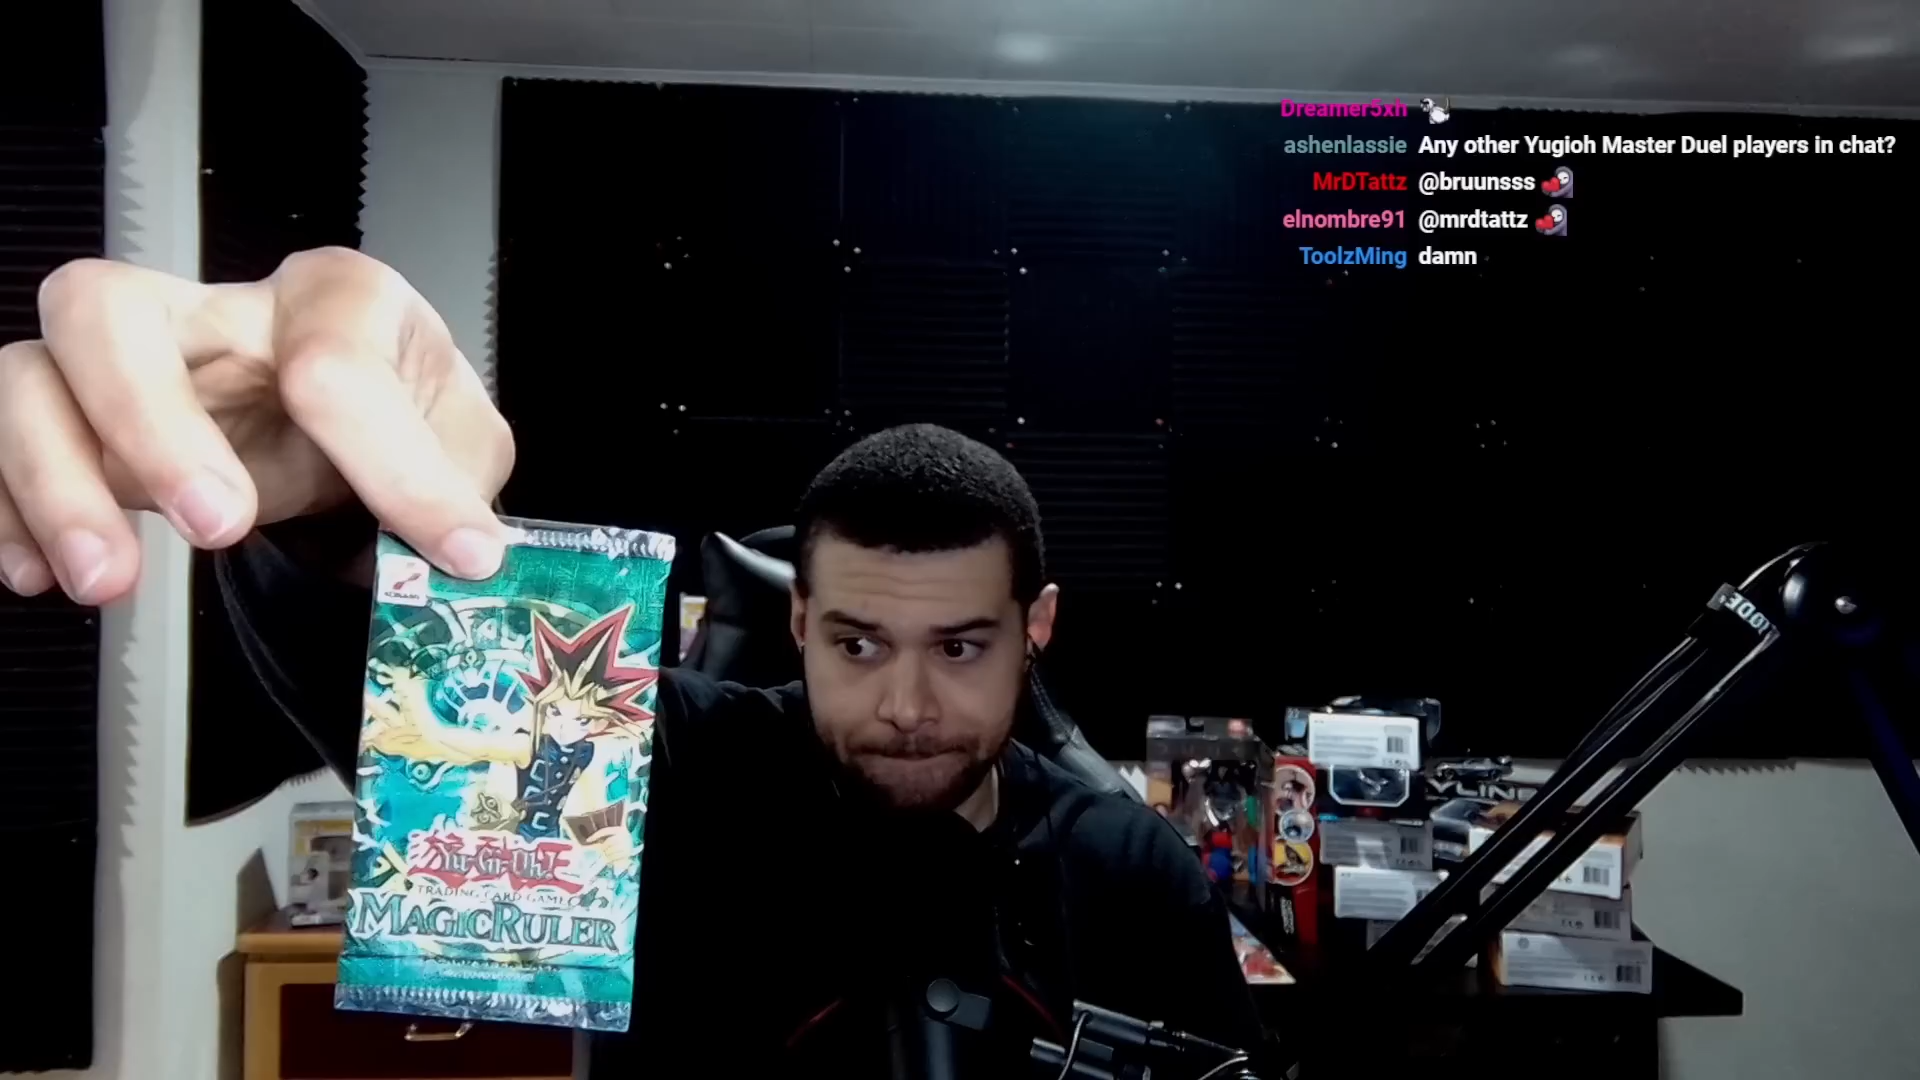 Dreamer5xh
ashenlassie Any other Yugioh Master Duel players in chat?
MrDTattz @bruunsss
elnombre91 @mrdtattz
ToolzMing damn
KONAMI
Yu-Gi-Oh!
TRADING CARD GAME
MAGIC RULER
RODE